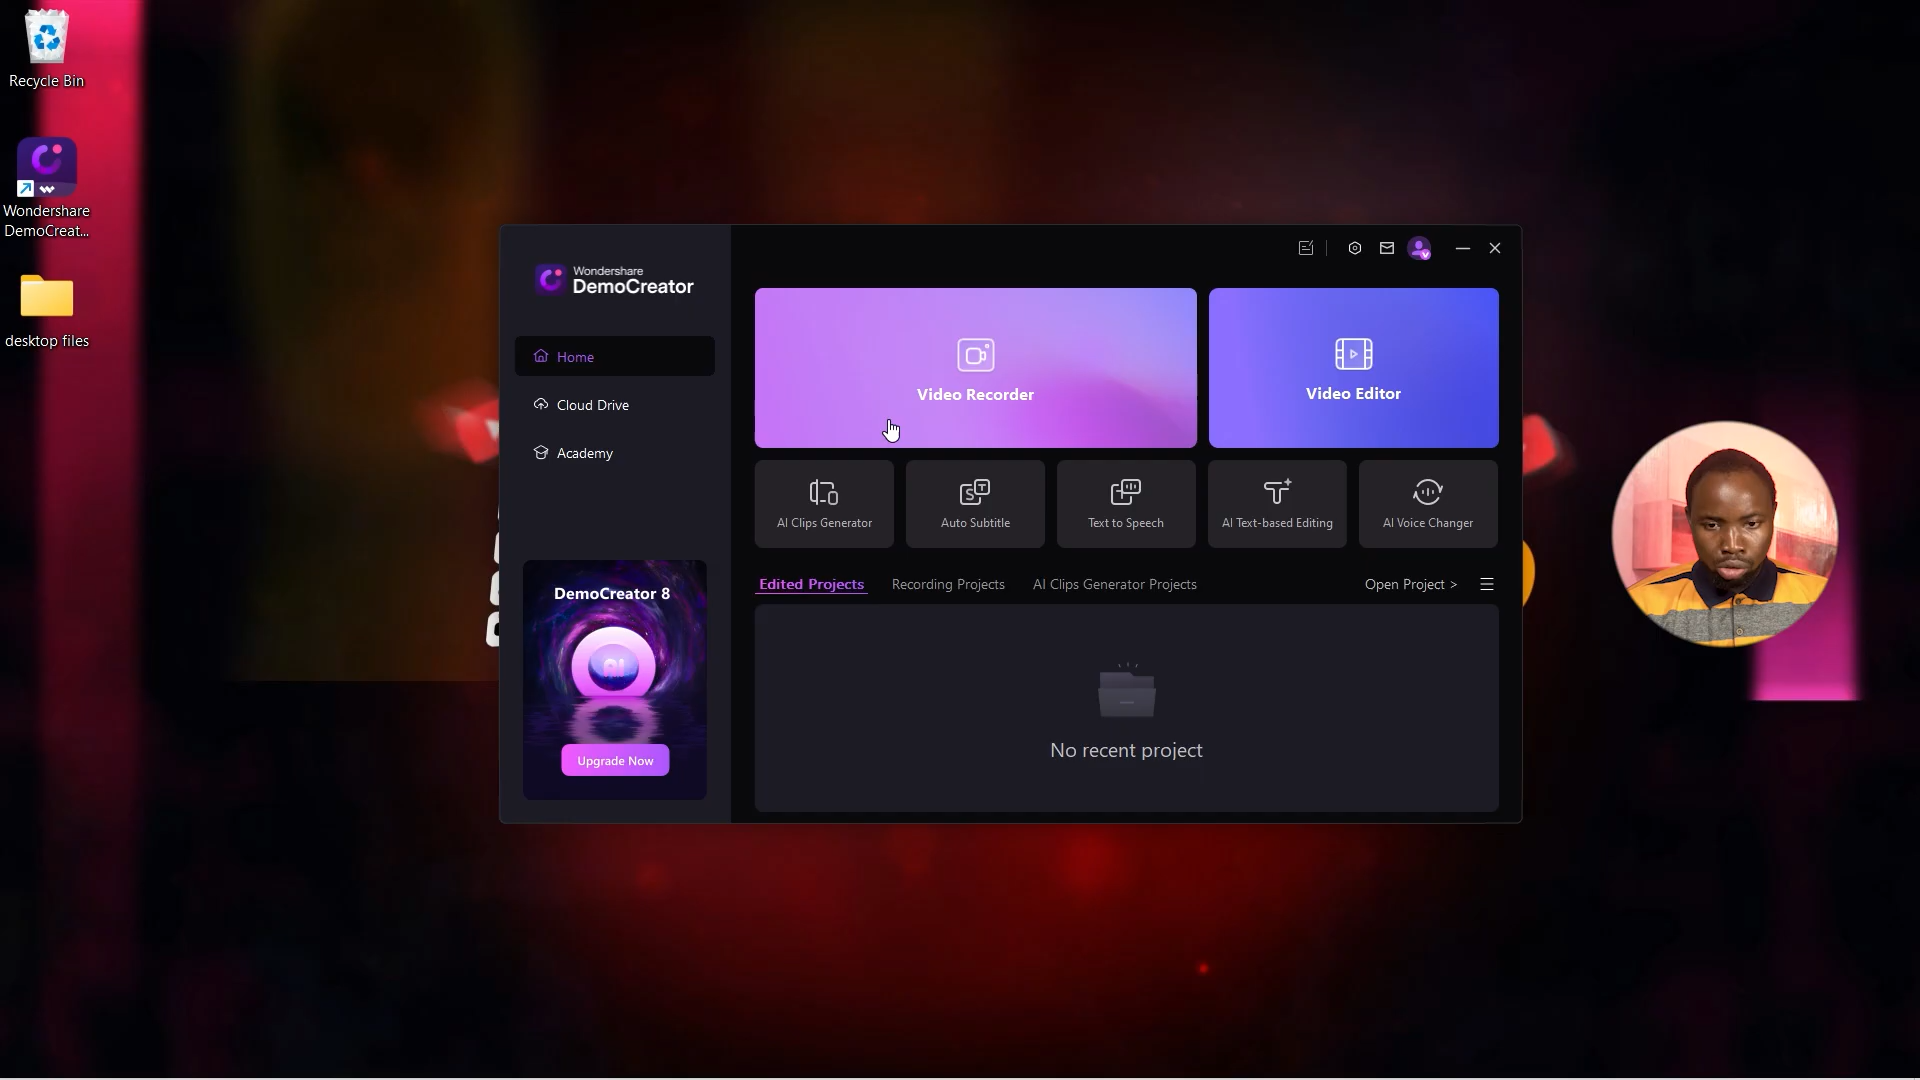 Recycle Bin
Wondershare
DemoCreat...
desktop files
Wondershare
DemoCreator
Home
Cloud Drive
Academy
DemoCreator 8
AI
Upgrade Now
Video Recorder
Video Editor
AI Clips Generator
Auto Subtitle
Text to Speech
AI Text-based Editing
AI Voice Changer
Edited Projects
Recording Projects
AI Clips Generator Projects
Open Project >
No recent project